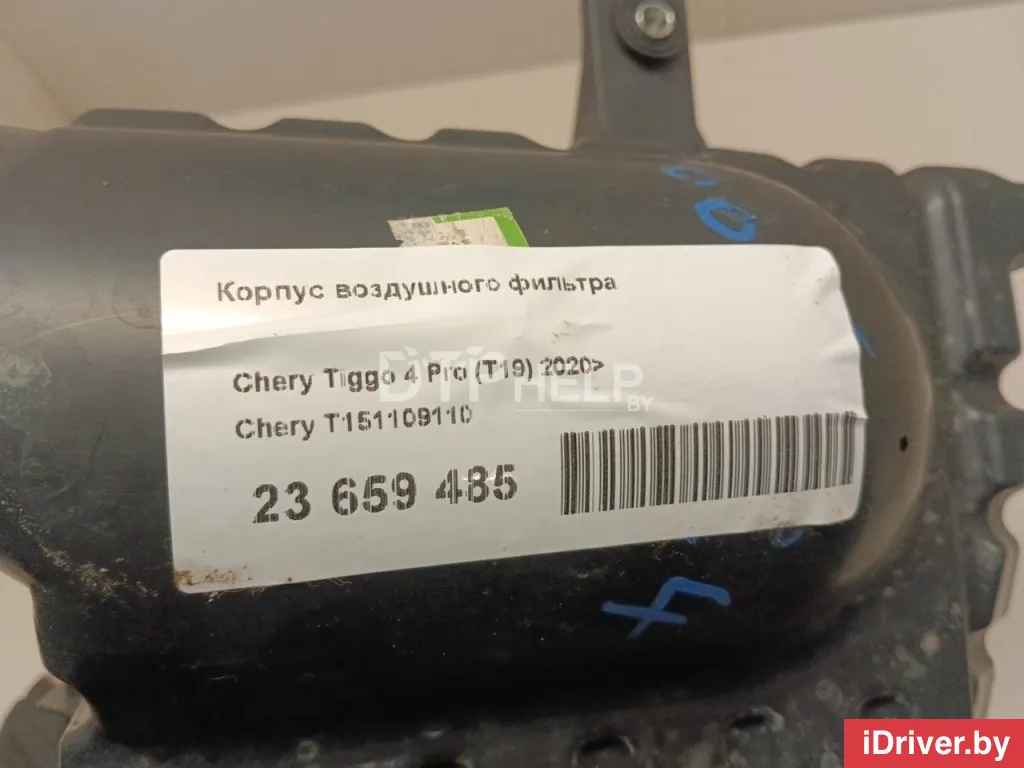 Корпус воздушного фильтра
Chery Tiggo 4 Pro (T19) 2020>
DTP HELP
BY
Chery T151109110
23 659 485
iDriver.by